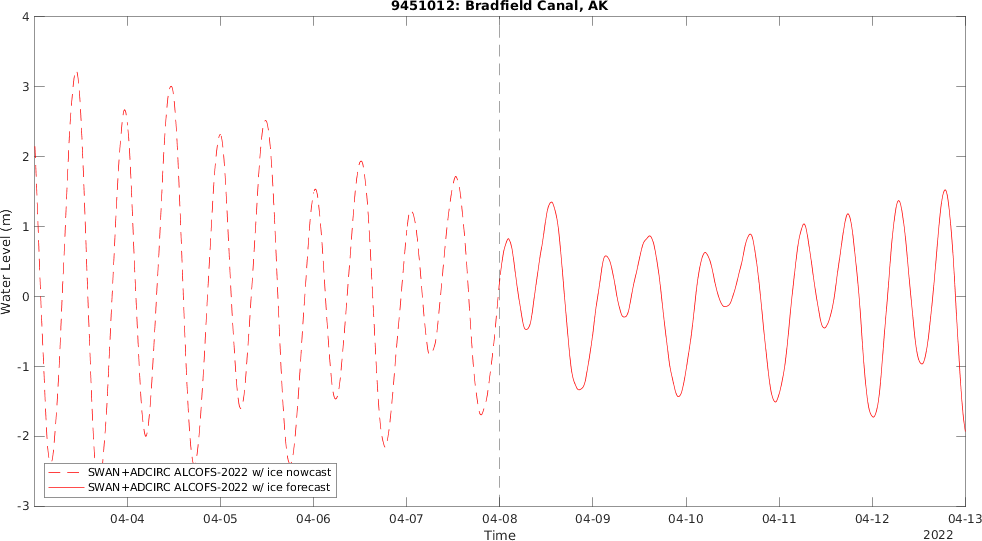 9451012: Bradfield Canal, AK
4
3
2
1
0
-1
-2
-3
Water Level (m)
SWAN+ADCIRC ALCOFS-2022 w/ ice nowcast
SWAN+ADCIRC ALCOFS-2022 w/ ice forecast
04-04 04-05 04-06 04-07 04-08 04-09 04-10 04-11 04-12 04-13
Time
2022